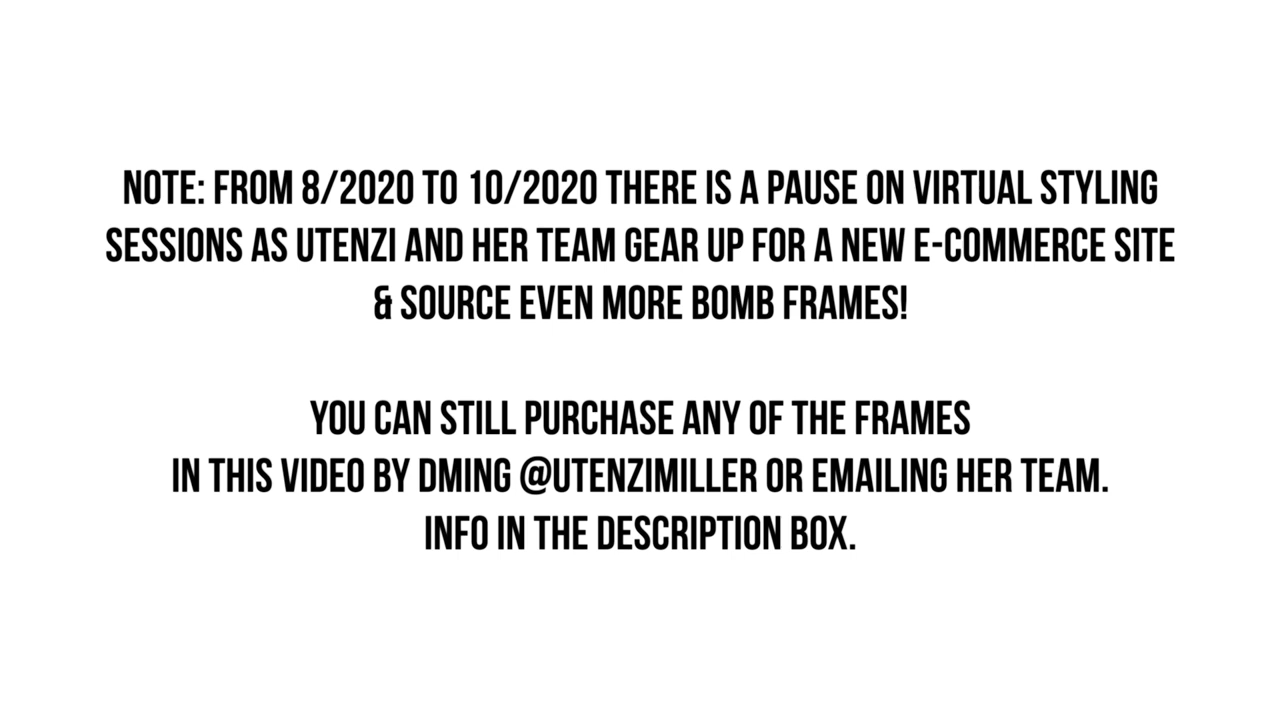 NOTE: FROM 8/2020 TO 10/2020 THERE IS A PAUSE ON VIRTUAL STYLING
SESSIONS AS UTENZI AND HER TEAM GEAR UP FOR A NEW E-COMMERCE SITE
& SOURCE EVEN MORE BOMB FRAMES!
YOU CAN STILL PURCHASE ANY OF THE FRAMES
IN THIS VIDEO BY DMING @UTENZIMILLER OR EMAILING HER TEAM.
INFO IN THE DESCRIPTION BOX.